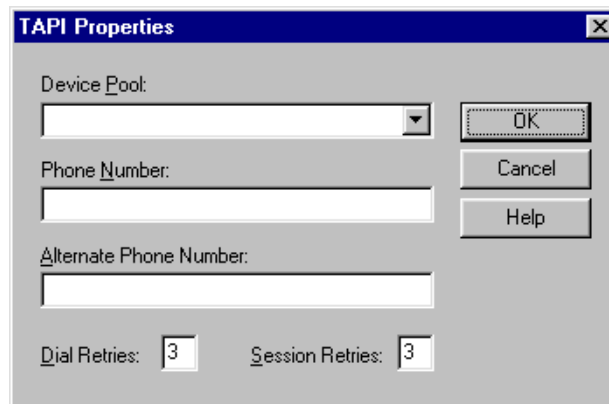 TAPI Properties
Device Pool:
OK
Phone Number:
Cancel
Help
Alternate Phone Number:
Dial Retries: 3 Session Retries: 3